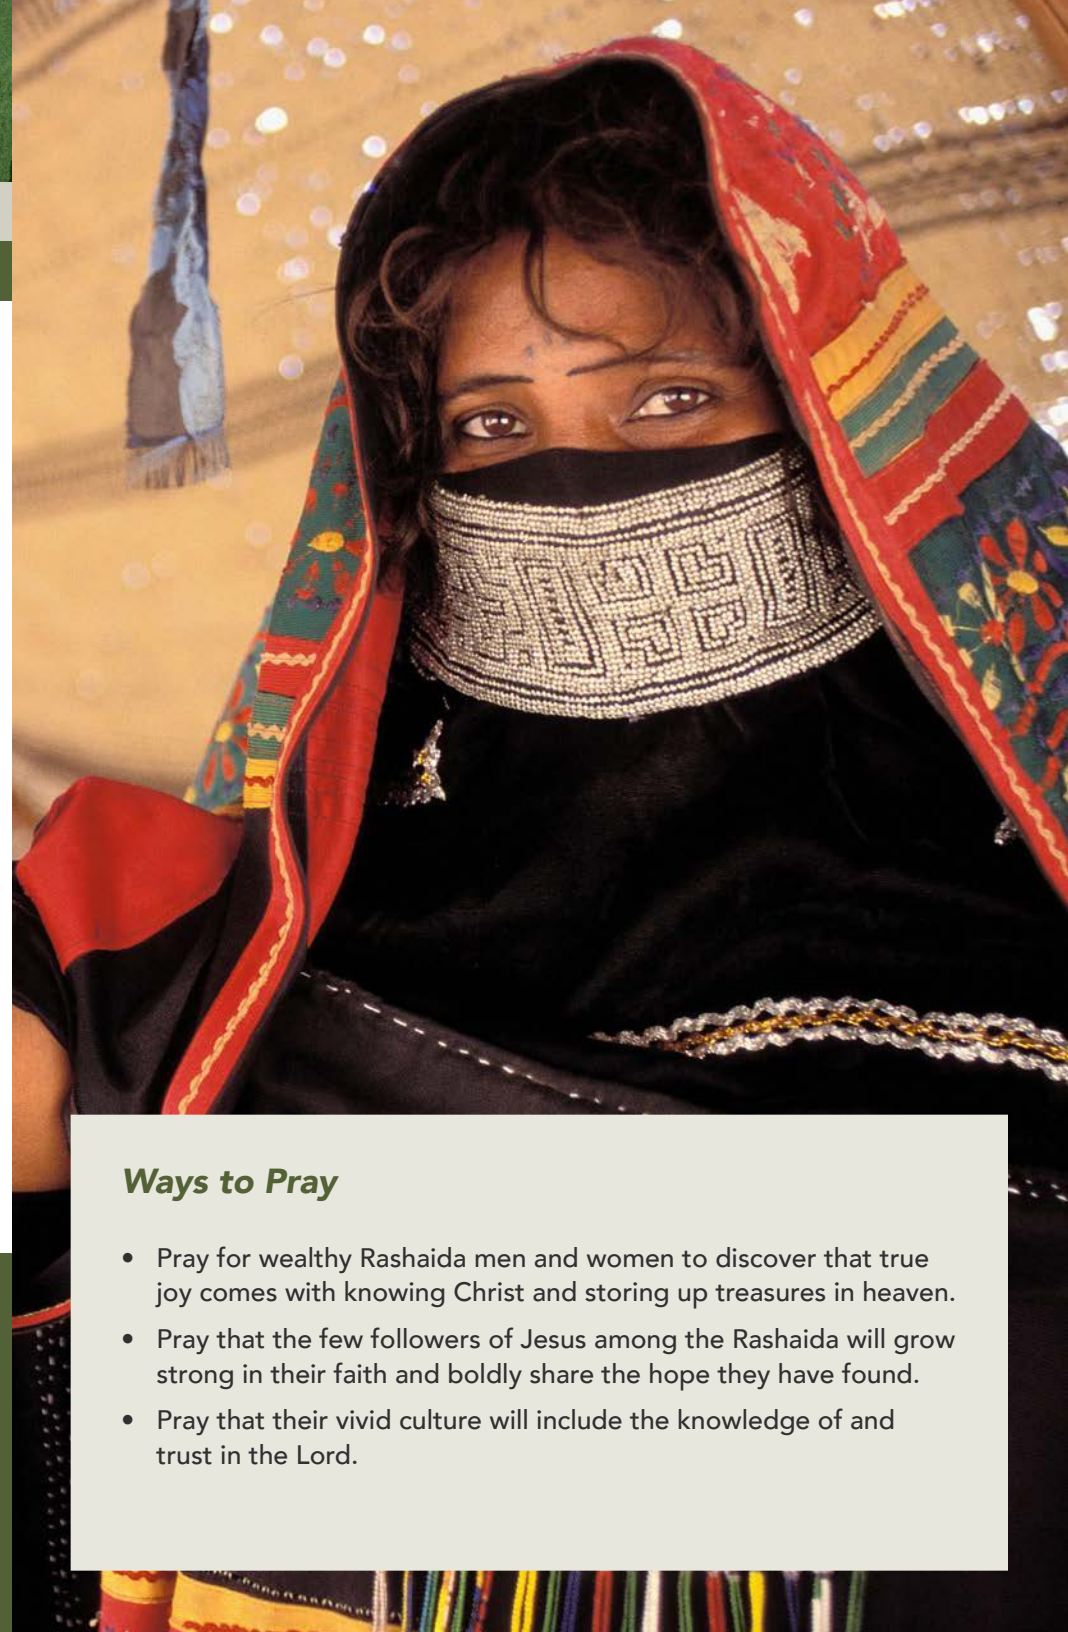 Ways to Pray
• Pray for wealthy Rashaida men and women to discover that true
joy comes with knowing Christ and storing up treasures in heaven.
• Pray that the few followers of Jesus among the Rashaida will grow
strong in their faith and boldly share the hope they have found.
• Pray that their vivid culture will include the knowledge of and
trust in the Lord.